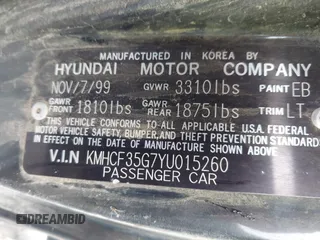 MANUFACTURED IN KOREA BY
HYUNDAI MOTOR COMPANY
NOV/7/99 GVWR 3310lbs PAINT EB
GAWR FRONT 1810lbs GAWR REAR 1875lbs TRIM LT
THIS VEHICLE CONFORMS TO ALL APPLICABLE U.S. FEDERAL MOTOR
VEHICLE SAFETY, BUMPER, AND THEFT PREVENTION STANDARDS
IN EFFECT ON THE DATE OF MANUFACTURE SHOWN ABOVE.
V.I.N KMHCF35G7YU015260
PASSENGER CAR
DREAMBID